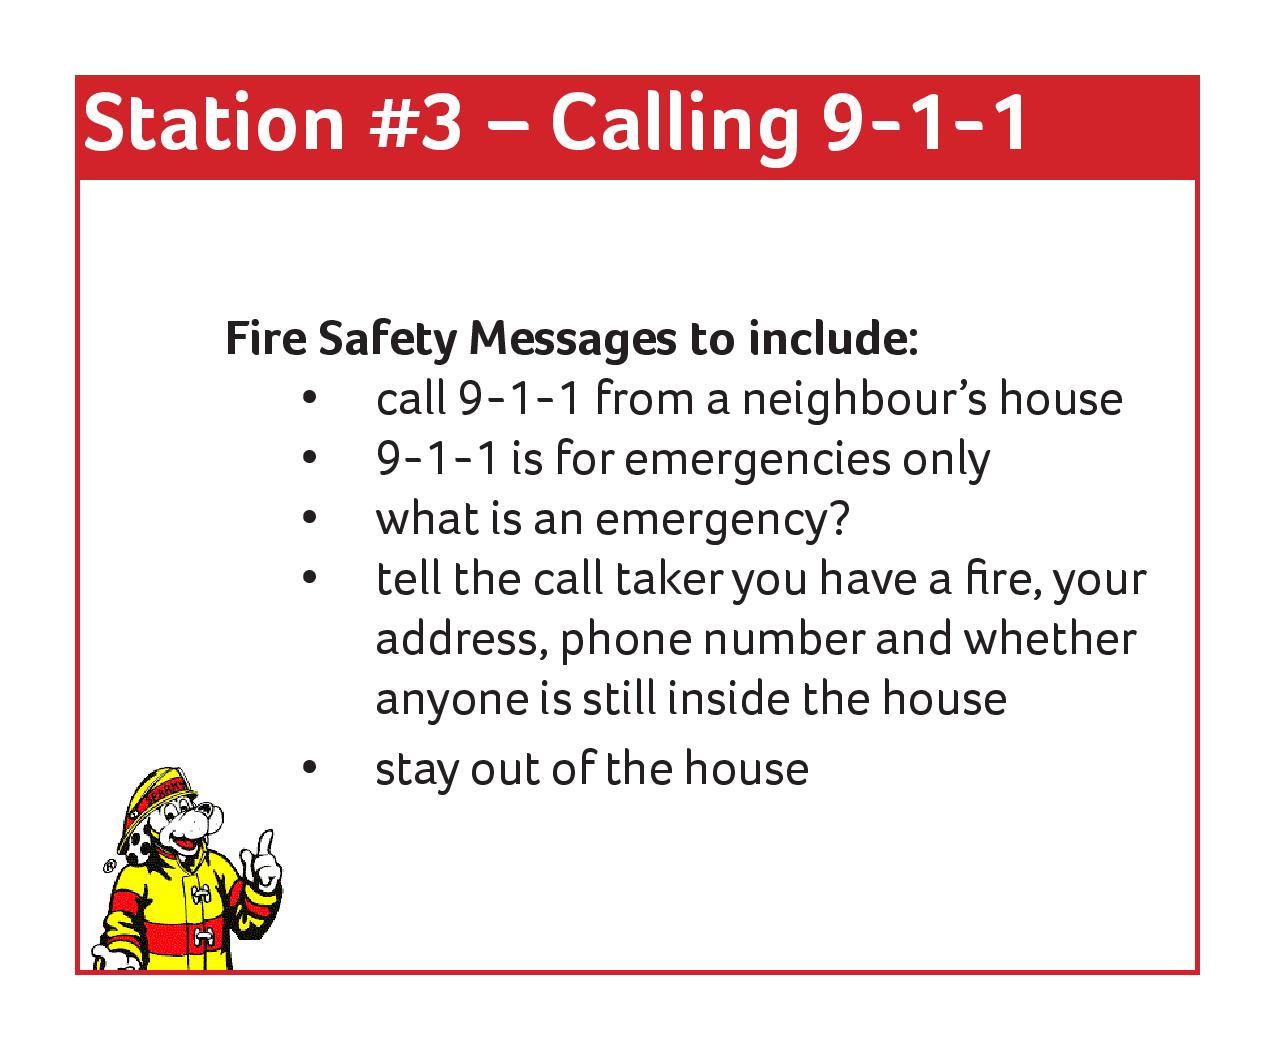 Station #3 – Calling 9-1-1
Fire Safety Messages to include:
• call 9-1-1 from a neighbour’s house
• 9-1-1 is for emergencies only
• what is an emergency?
• tell the call taker you have a fire, your
address, phone number and whether
anyone is still inside the house
• stay out of the house
®